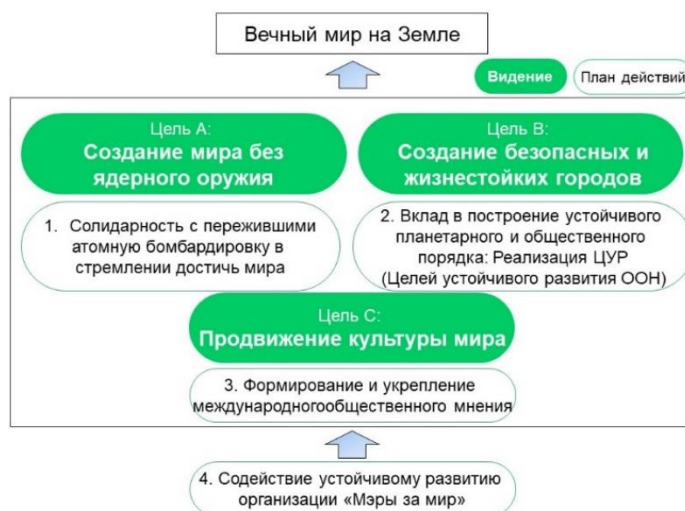 Вечный мир на Земле
Видение
План действий
Цель A:
Создание мира без
ядерного оружия
Цель B:
Создание безопасных и
жизнестойких городов
1. Солидарность с пережившими
атомную бомбардировку в
стремлении достичь мира
2. Вклад в построение устойчивого
планетарного и общественного
порядка: Реализация ЦУР
(Целей устойчивого развития ООН)
Цель C:
Продвижение культуры мира
3. Формирование и укрепление
международногообщественного мнения
4. Содействие устойчивому развитию
организации «Мэры за мир»